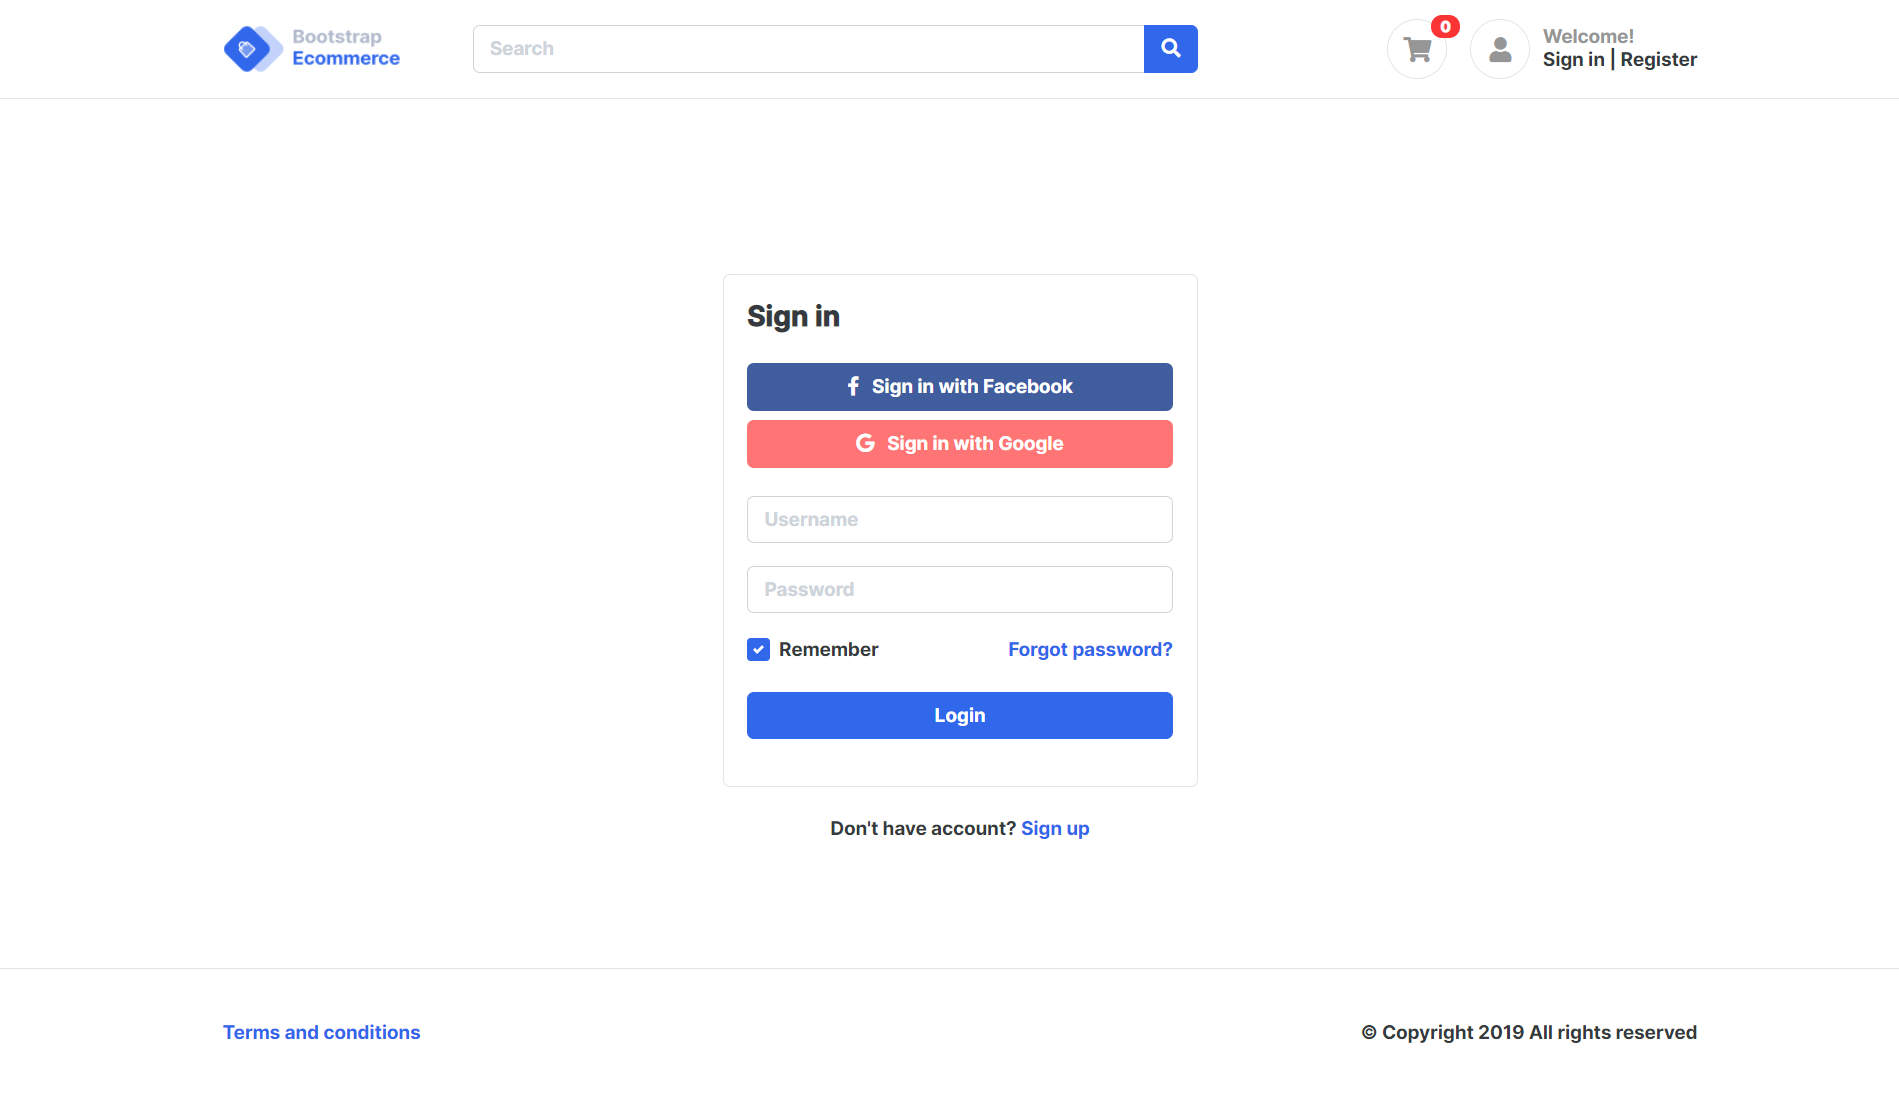 Bootstrap
Ecommerce
Search
0
Welcome!
Sign in | Register
Sign in
Sign in with Facebook
Sign in with Google
Username
Password
Remember
Forgot password?
Login
Don't have account? Sign up
Terms and conditions
© Copyright 2019 All rights reserved